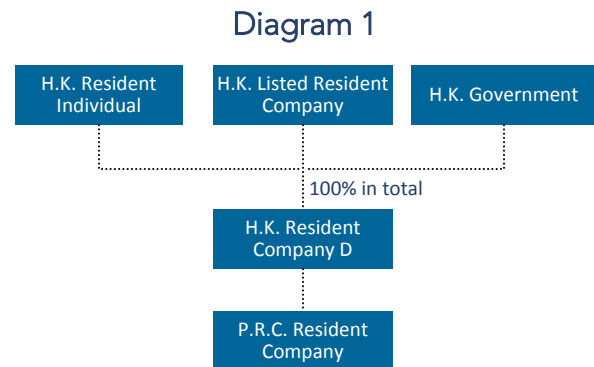 Diagram 1
H.K. Resident
Individual
H.K. Listed Resident
Company
H.K. Government
100% in total
H.K. Resident
Company D
P.R.C. Resident
Company